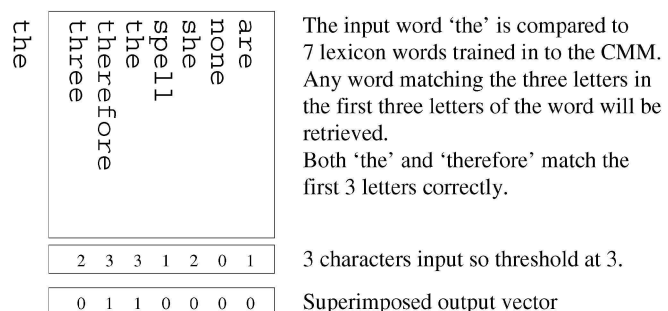 the
three
therefore
the
spell
she
none
are
The input word ‘the’ is compared to
7 lexicon words trained in to the CMM.
Any word matching the three letters in
the first three letters of the word will be
retrieved.
Both ‘the’ and ‘therefore’ match the
first 3 letters correctly.
2 3 3 1 2 0 1
3 characters input so threshold at 3.
0 1 1 0 0 0 0
Superimposed output vector